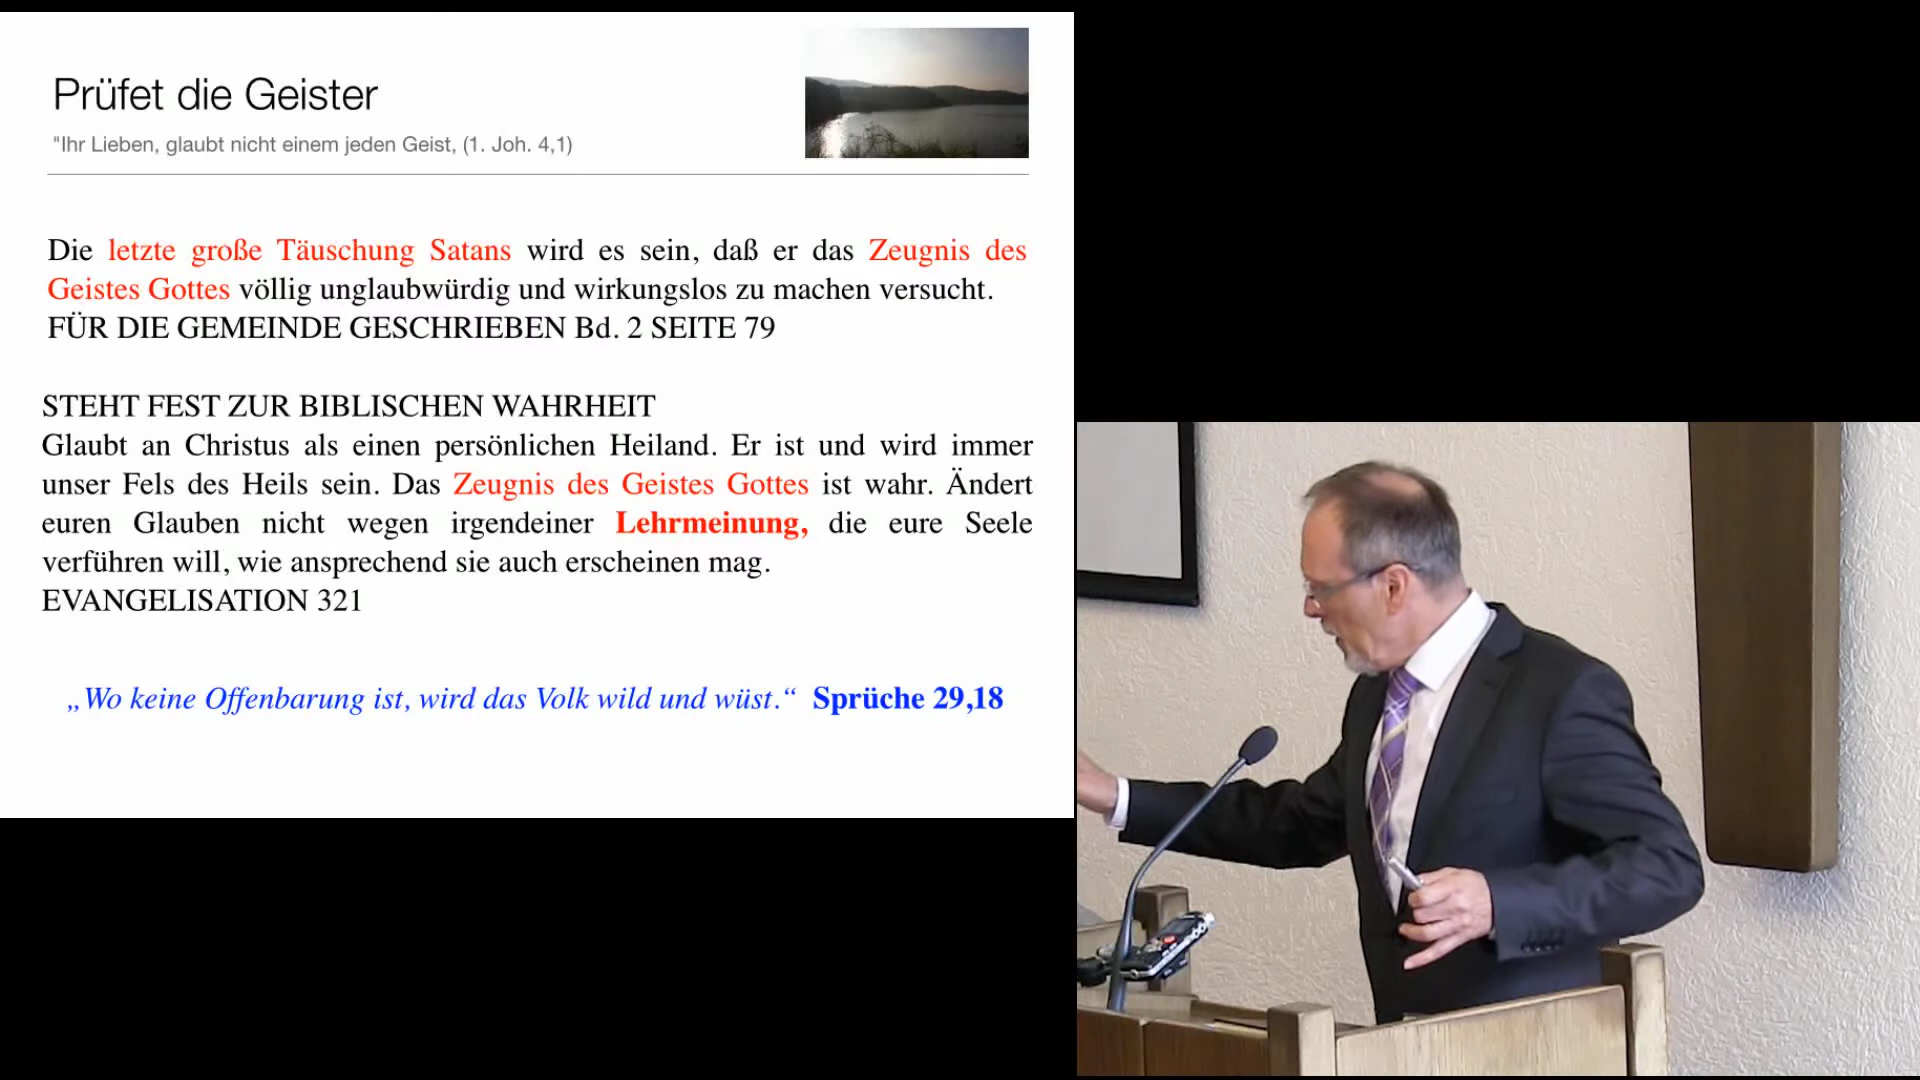 Prüfet die Geister
"Ihr Lieben, glaubt nicht einem jeden Geist, (1. Joh. 4,1)
Die letzte große Täuschung Satans wird es sein, daß er das Zeugnis des
Geistes Gottes völlig unglaubwürdig und wirkungslos zu machen versucht.
FÜR DIE GEMEINDE GESCHRIEBEN Bd. 2 SEITE 79
STEHT FEST ZUR BIBLISCHEN WAHRHEIT
Glaubt an Christus als einen persönlichen Heiland. Er ist und wird immer
unser Fels des Heils sein. Das Zeugnis des Geistes Gottes ist wahr. Ändert
euren Glauben nicht wegen irgendeiner Lehrmeinung, die eure Seele
verführen will, wie ansprechend sie auch erscheinen mag.
EVANGELISATION 321
„Wo keine Offenbarung ist, wird das Volk wild und wüst.“ Sprüche 29,18